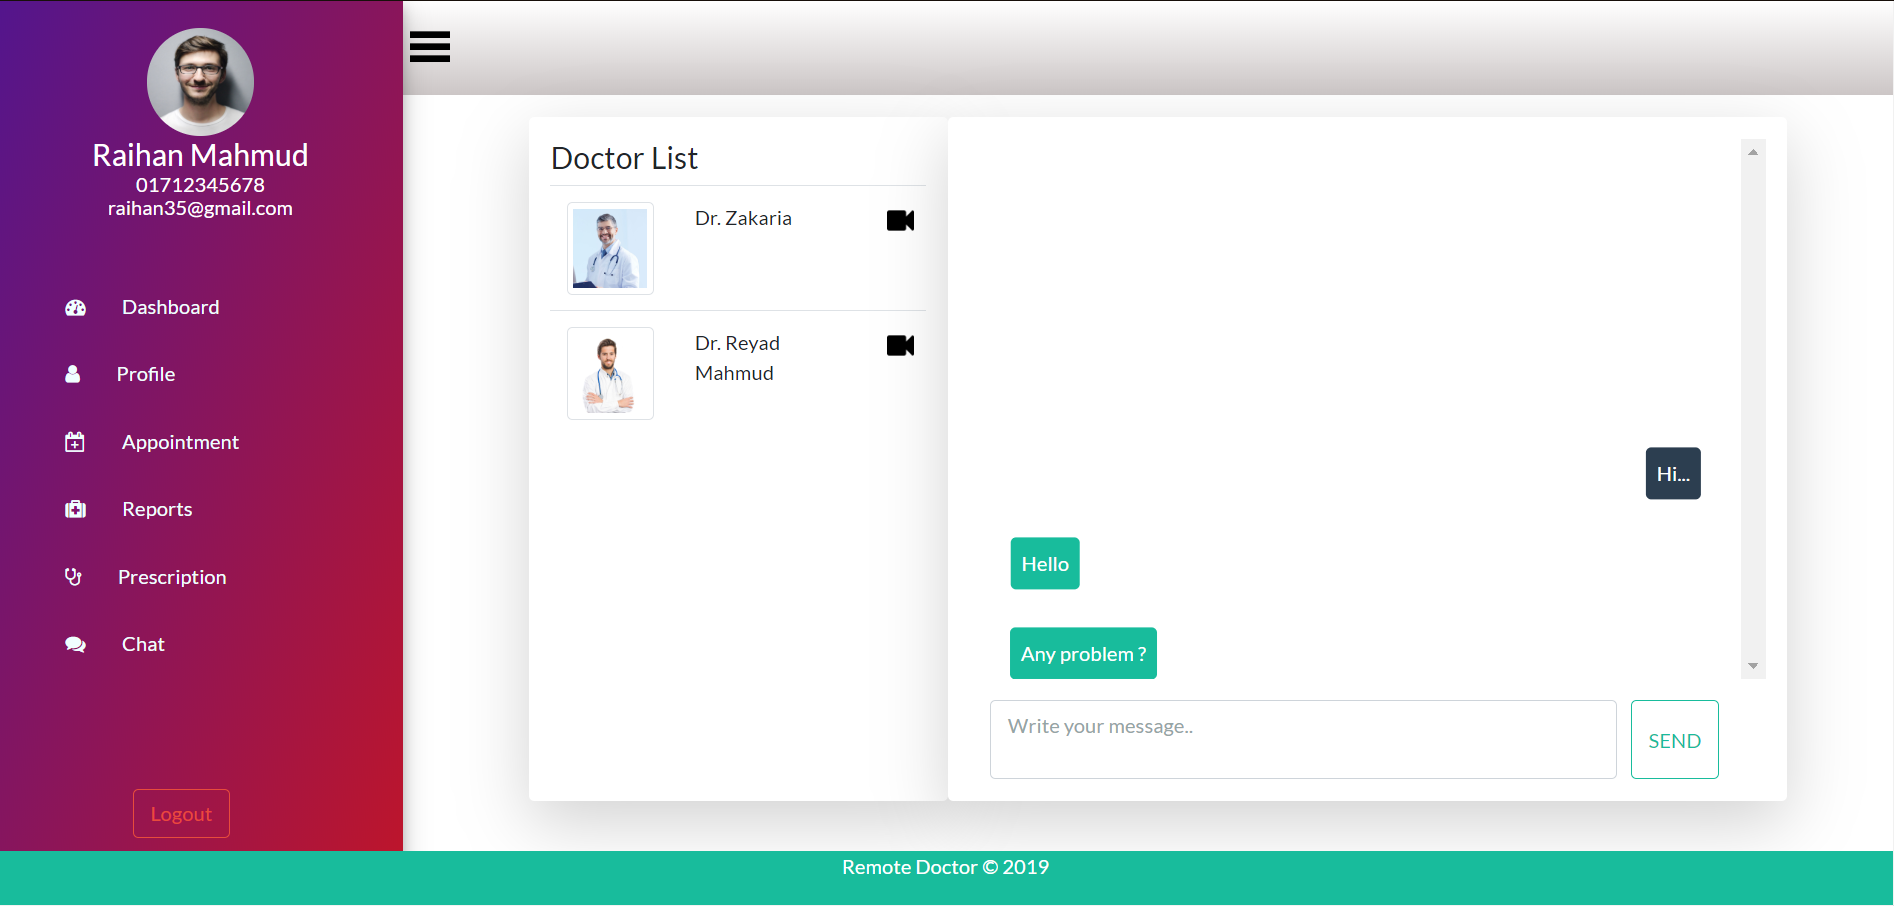 Raihan Mahmud
01712345678
raihan35@gmail.com
Dashboard
Profile
Appointment
Reports
Prescription
Chat
Logout
Doctor List
Dr. Zakaria
Dr. Reyad
Mahmud
Hi...
Hello
Any problem ?
Write your message..
SEND
Remote Doctor © 2019